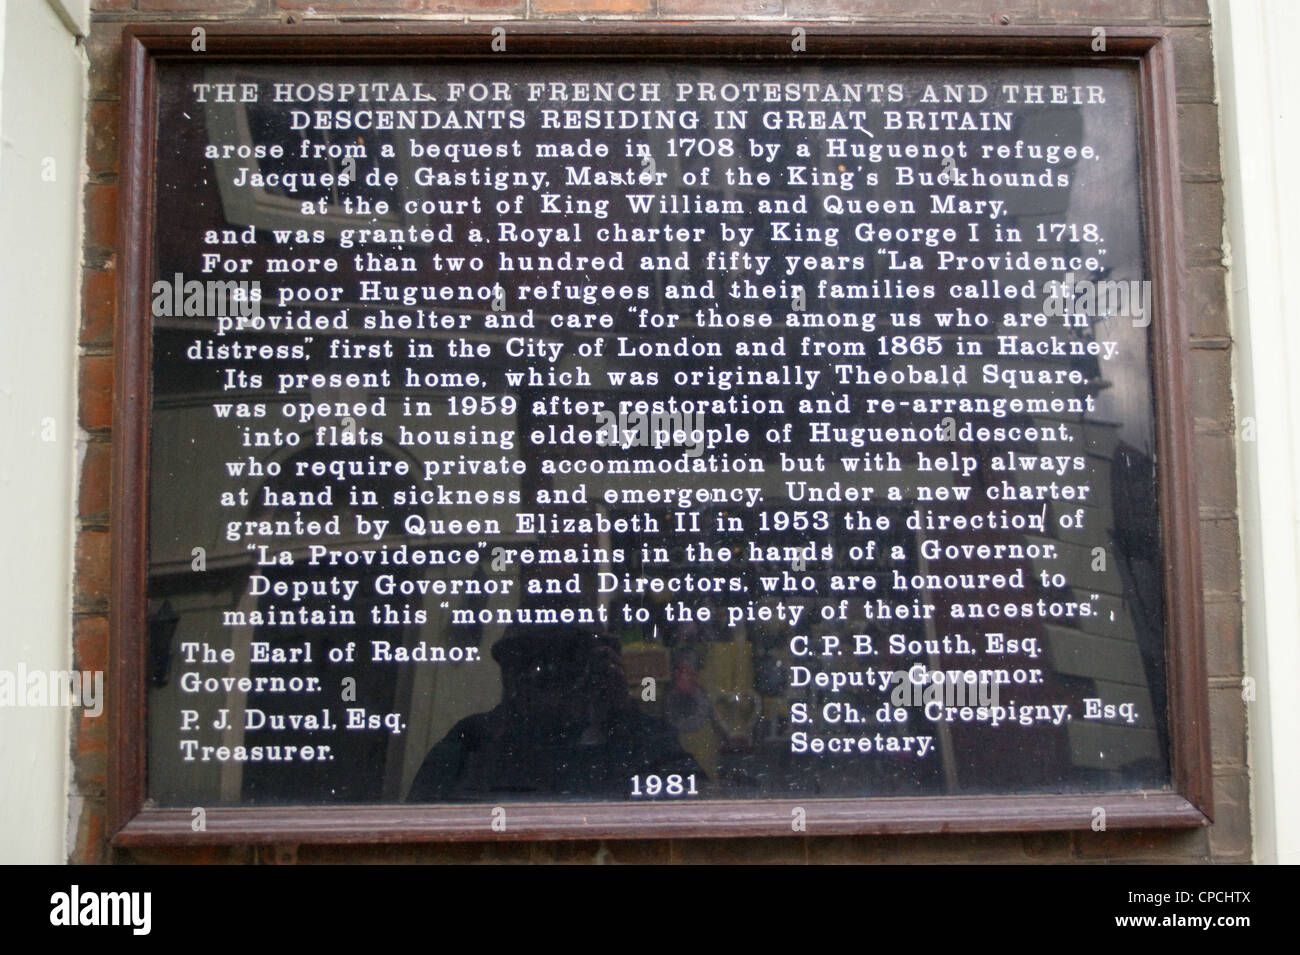 THE HOSPITAL FOR FRENCH PROTESTANTS AND THEIR
DESCENDANTS RESIDING IN GREAT BRITAIN
arose from a bequest made in 1708 by a Huguenot refugee,
Jacques de Gastigny, Master of the King's Buckhounds
at the court of King William and Queen Mary,
and was granted a Royal charter by King George I in 1718.
For more than two hundred and fifty years "La Providence",
as poor Huguenot refugees and their families called it,
provided shelter and care "for those among us who are in
distress," first in the City of London and from 1865 in Hackney.
Its present home, which was originally Theobald Square,
was opened in 1959 after restoration and re-arrangement
into flats housing elderly people of Huguenot descent,
who require private accommodation but with help always
at hand in sickness and emergency. Under a new charter
granted by Queen Elizabeth II in 1953 the direction of
"La Providence" remains in the hands of a Governor,
Deputy Governor and Directors, who are honoured to
maintain this "monument to the piety of their ancestors."
The Earl of Radnor.
Governor.
P. J. Duval, Esq.
Treasurer.
C. P. B. South, Esq.
Deputy Governor.
S. Ch. de Crespigny, Esq.
Secretary.
1981
alamy
Image ID: CPCHTX
www.alamy.com